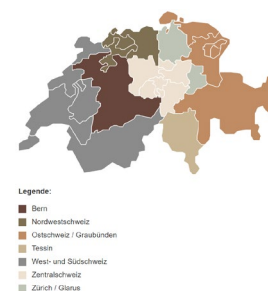 Legende:
Bern
Nordwestschweiz
Ostschweiz / Graubünden
Tessin
West- und Südschweiz
Zentralschweiz
Zürich / Glarus